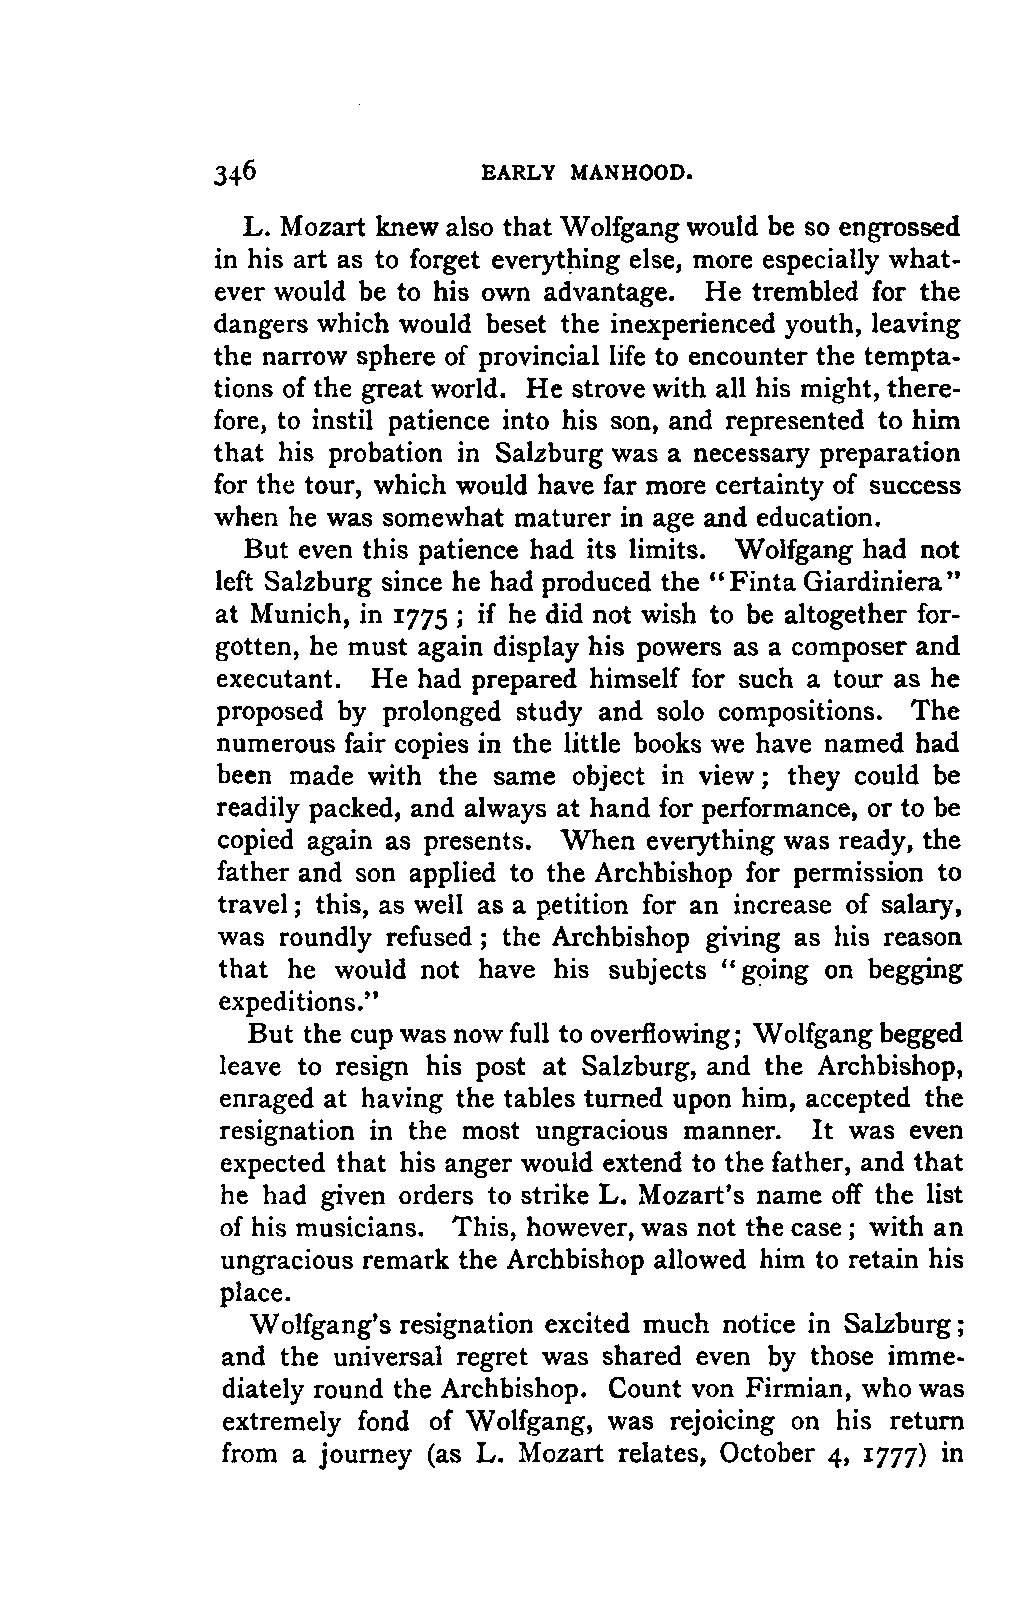 346 EARLY MANHOOD.
L. Mozart knew also that Wolfgang would be so engrossed
in his art as to forget everything else, more especially what-
ever would be to his own advantage. He trembled for the
dangers which would beset the inexperienced youth, leaving
the narrow sphere of provincial life to encounter the tempta-
tions of the great world. He strove with all his might, there-
fore, to instil patience into his son, and represented to him
that his probation in Salzburg was a necessary preparation
for the tour, which would have far more certainty of success
when he was somewhat maturer in age and education.
But even this patience had its limits. Wolfgang had not
left Salzburg since he had produced the "Finta Giardiniera"
at Munich, in 1775 ; if he did not wish to be altogether for-
gotten, he must again display his powers as a composer and
executant. He had prepared himself for such a tour as he
proposed by prolonged study and solo compositions. The
numerous fair copies in the little books we have named had
been made with the same object in view ; they could be
readily packed, and always at hand for performance, or to be
copied again as presents. When everything was ready, the
father and son applied to the Archbishop for permission to
travel ; this, as well as a petition for an increase of salary,
was roundly refused ; the Archbishop giving as his reason
that he would not have his subjects "going on begging
expeditions."
But the cup was now full to overflowing ; Wolfgang begged
leave to resign his post at Salzburg, and the Archbishop,
enraged at having the tables turned upon him, accepted the
resignation in the most ungracious manner. It was even
expected that his anger would extend to the father, and that
he had given orders to strike L. Mozart's name off the list
of his musicians. This, however, was not the case ; with an
ungracious remark the Archbishop allowed him to retain his
place.
Wolfgang's resignation excited much notice in Salzburg ;
and the universal regret was shared even by those imme-
diately round the Archbishop. Count von Firmian, who was
extremely fond of Wolfgang, was rejoicing on his return
from a journey (as L. Mozart relates, October 4, 1777) in